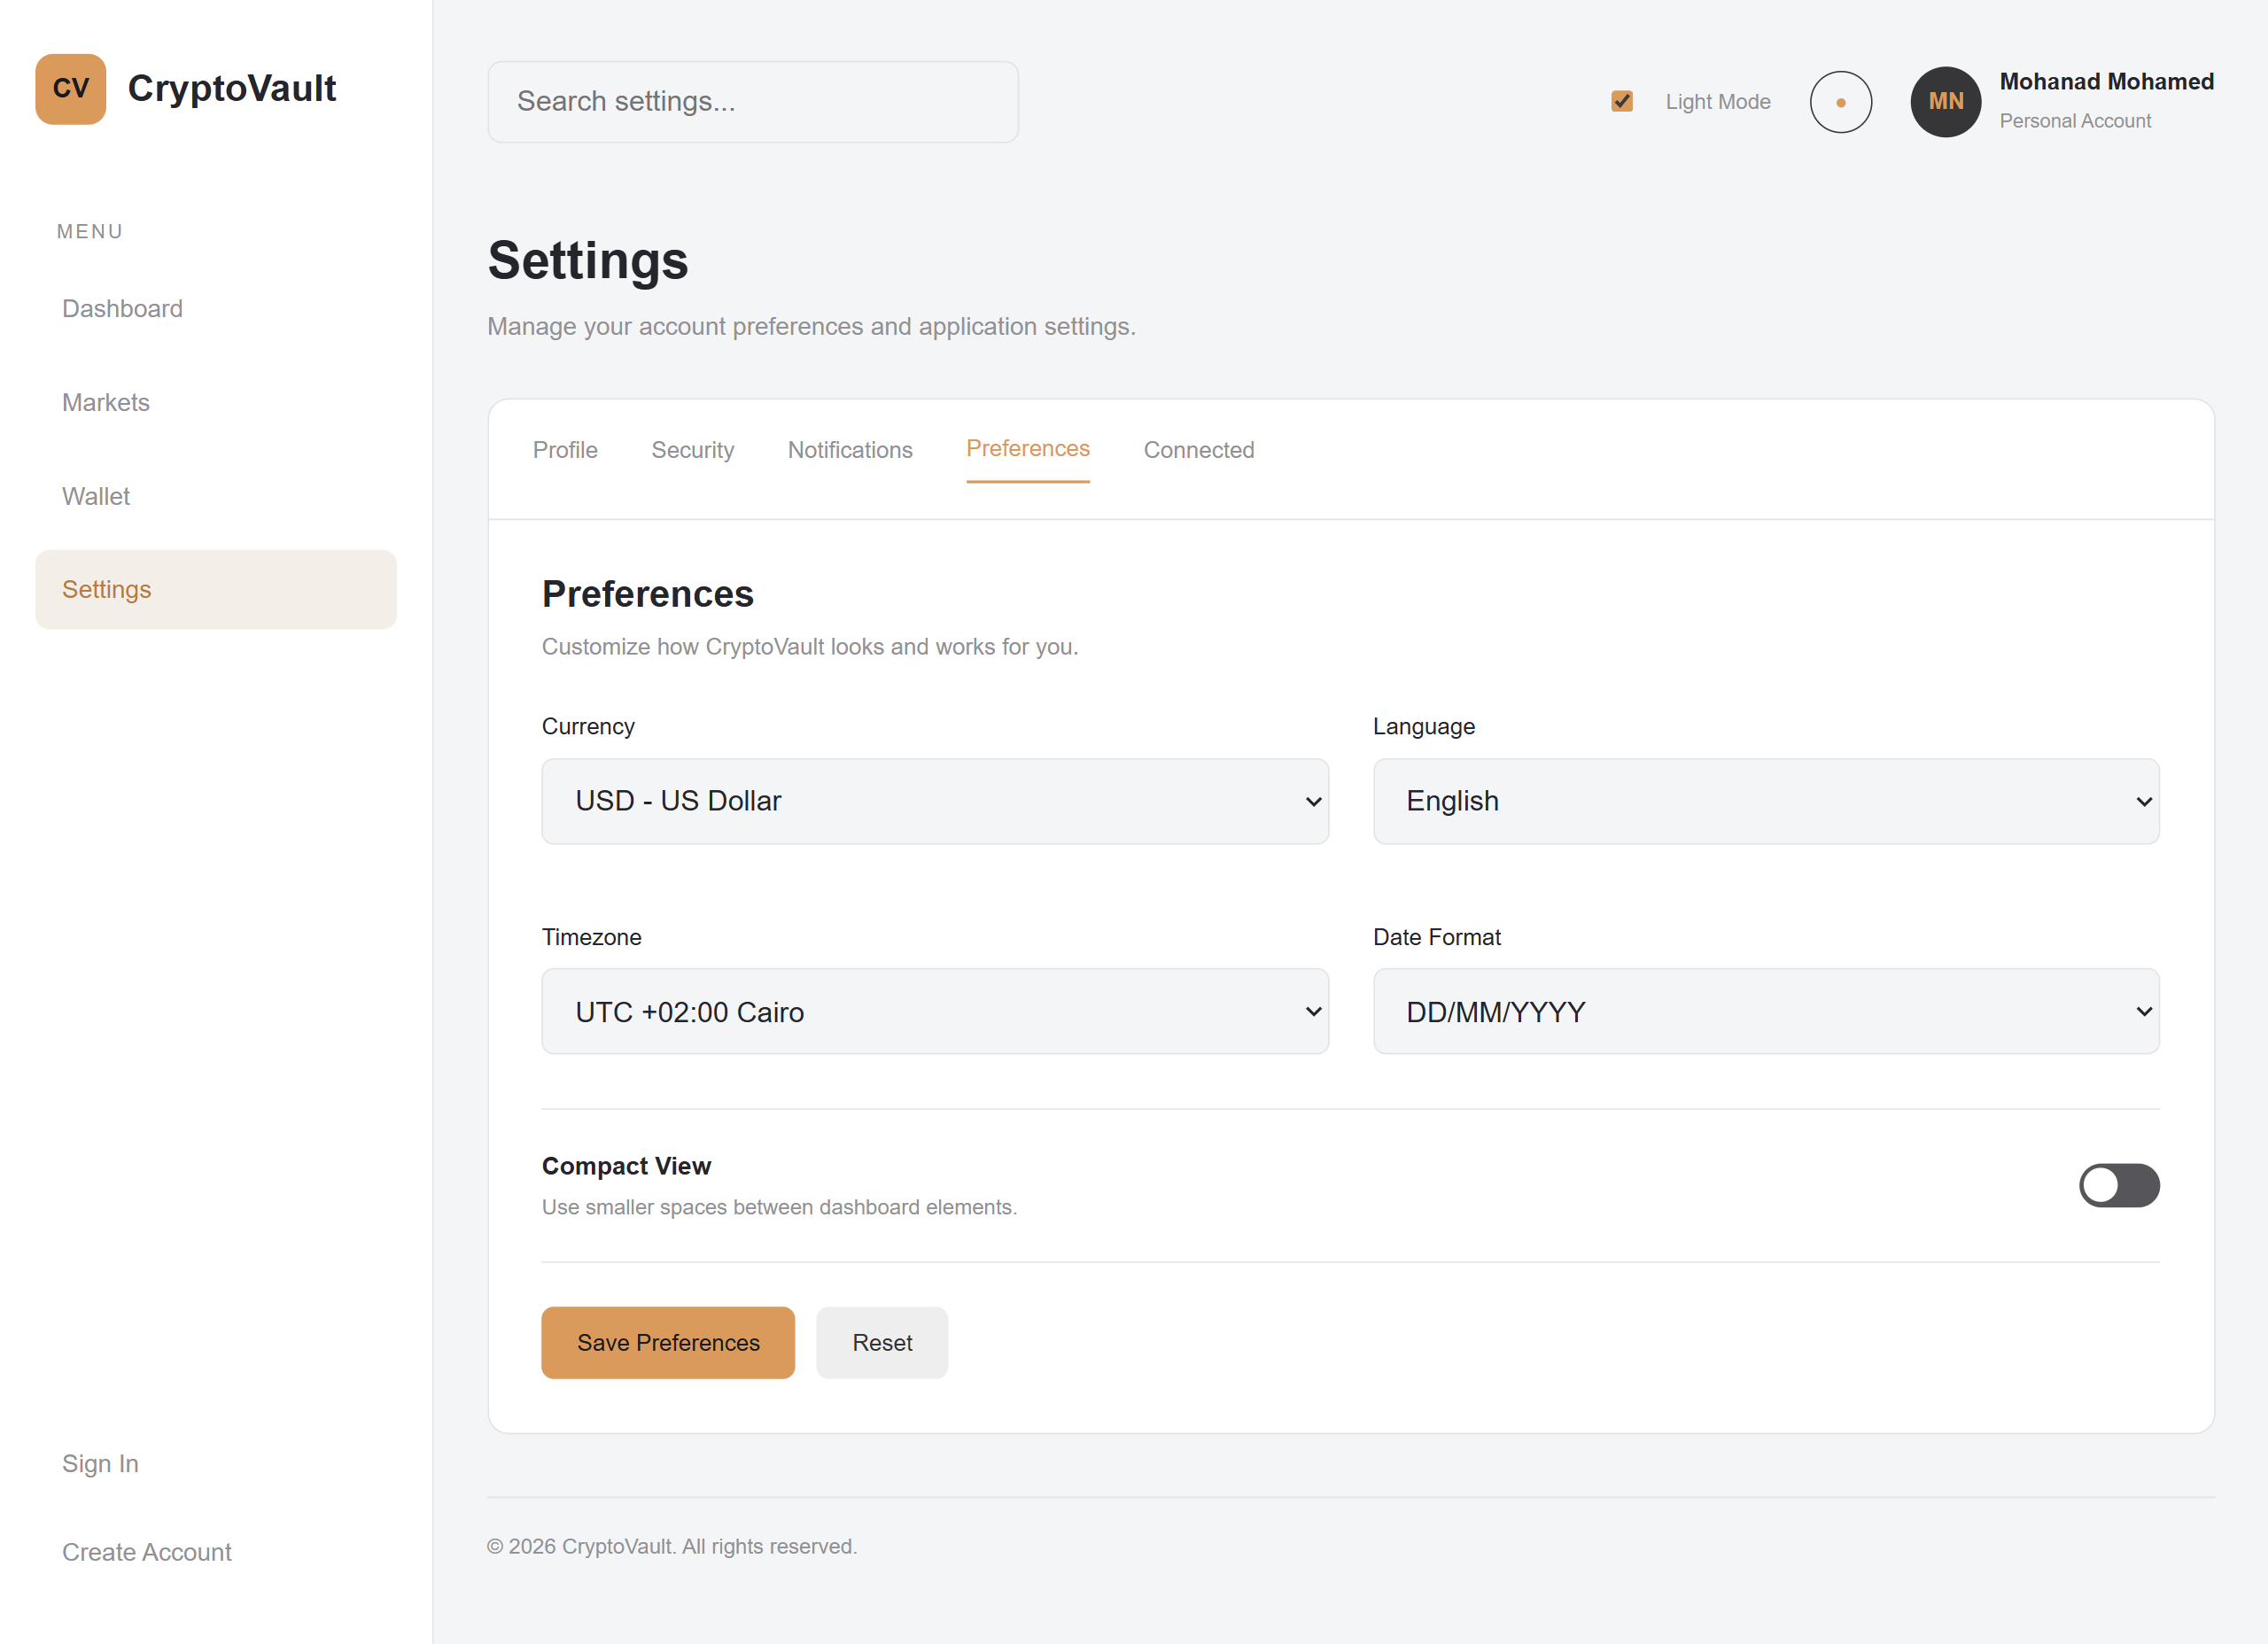 CV CryptoVault
MENU
Dashboard
Markets
Wallet
Settings
Sign In
Create Account
Search settings...
Light Mode
MN
Mohanad Mohamed
Personal Account
Settings
Manage your account preferences and application settings.
Profile Security Notifications Preferences Connected
Preferences
Customize how CryptoVault looks and works for you.
Currency
USD - US Dollar
Language
English
Timezone
UTC +02:00 Cairo
Date Format
DD/MM/YYYY
Compact View
Use smaller spaces between dashboard elements.
Save Preferences Reset
© 2026 CryptoVault. All rights reserved.